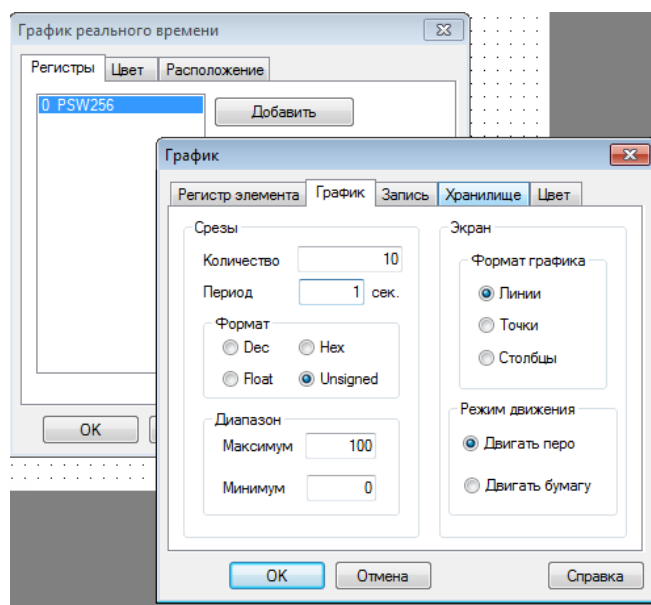 График реального времени
Регистры Цвет Расположение
0 PSW256
Добавить
График
Регистр элемента График Запись Хранилище Цвет
Срезы
Экран
Количество 10
Формат графика
Период 1 сек.
Линии
Формат
Точки
Dec Hex
Столбцы
Float Unsigned
Диапазон
Режим движения
Максимум 100
Двигать перо
Минимум 0
Двигать бумагу
OK
OK Отмена Справка